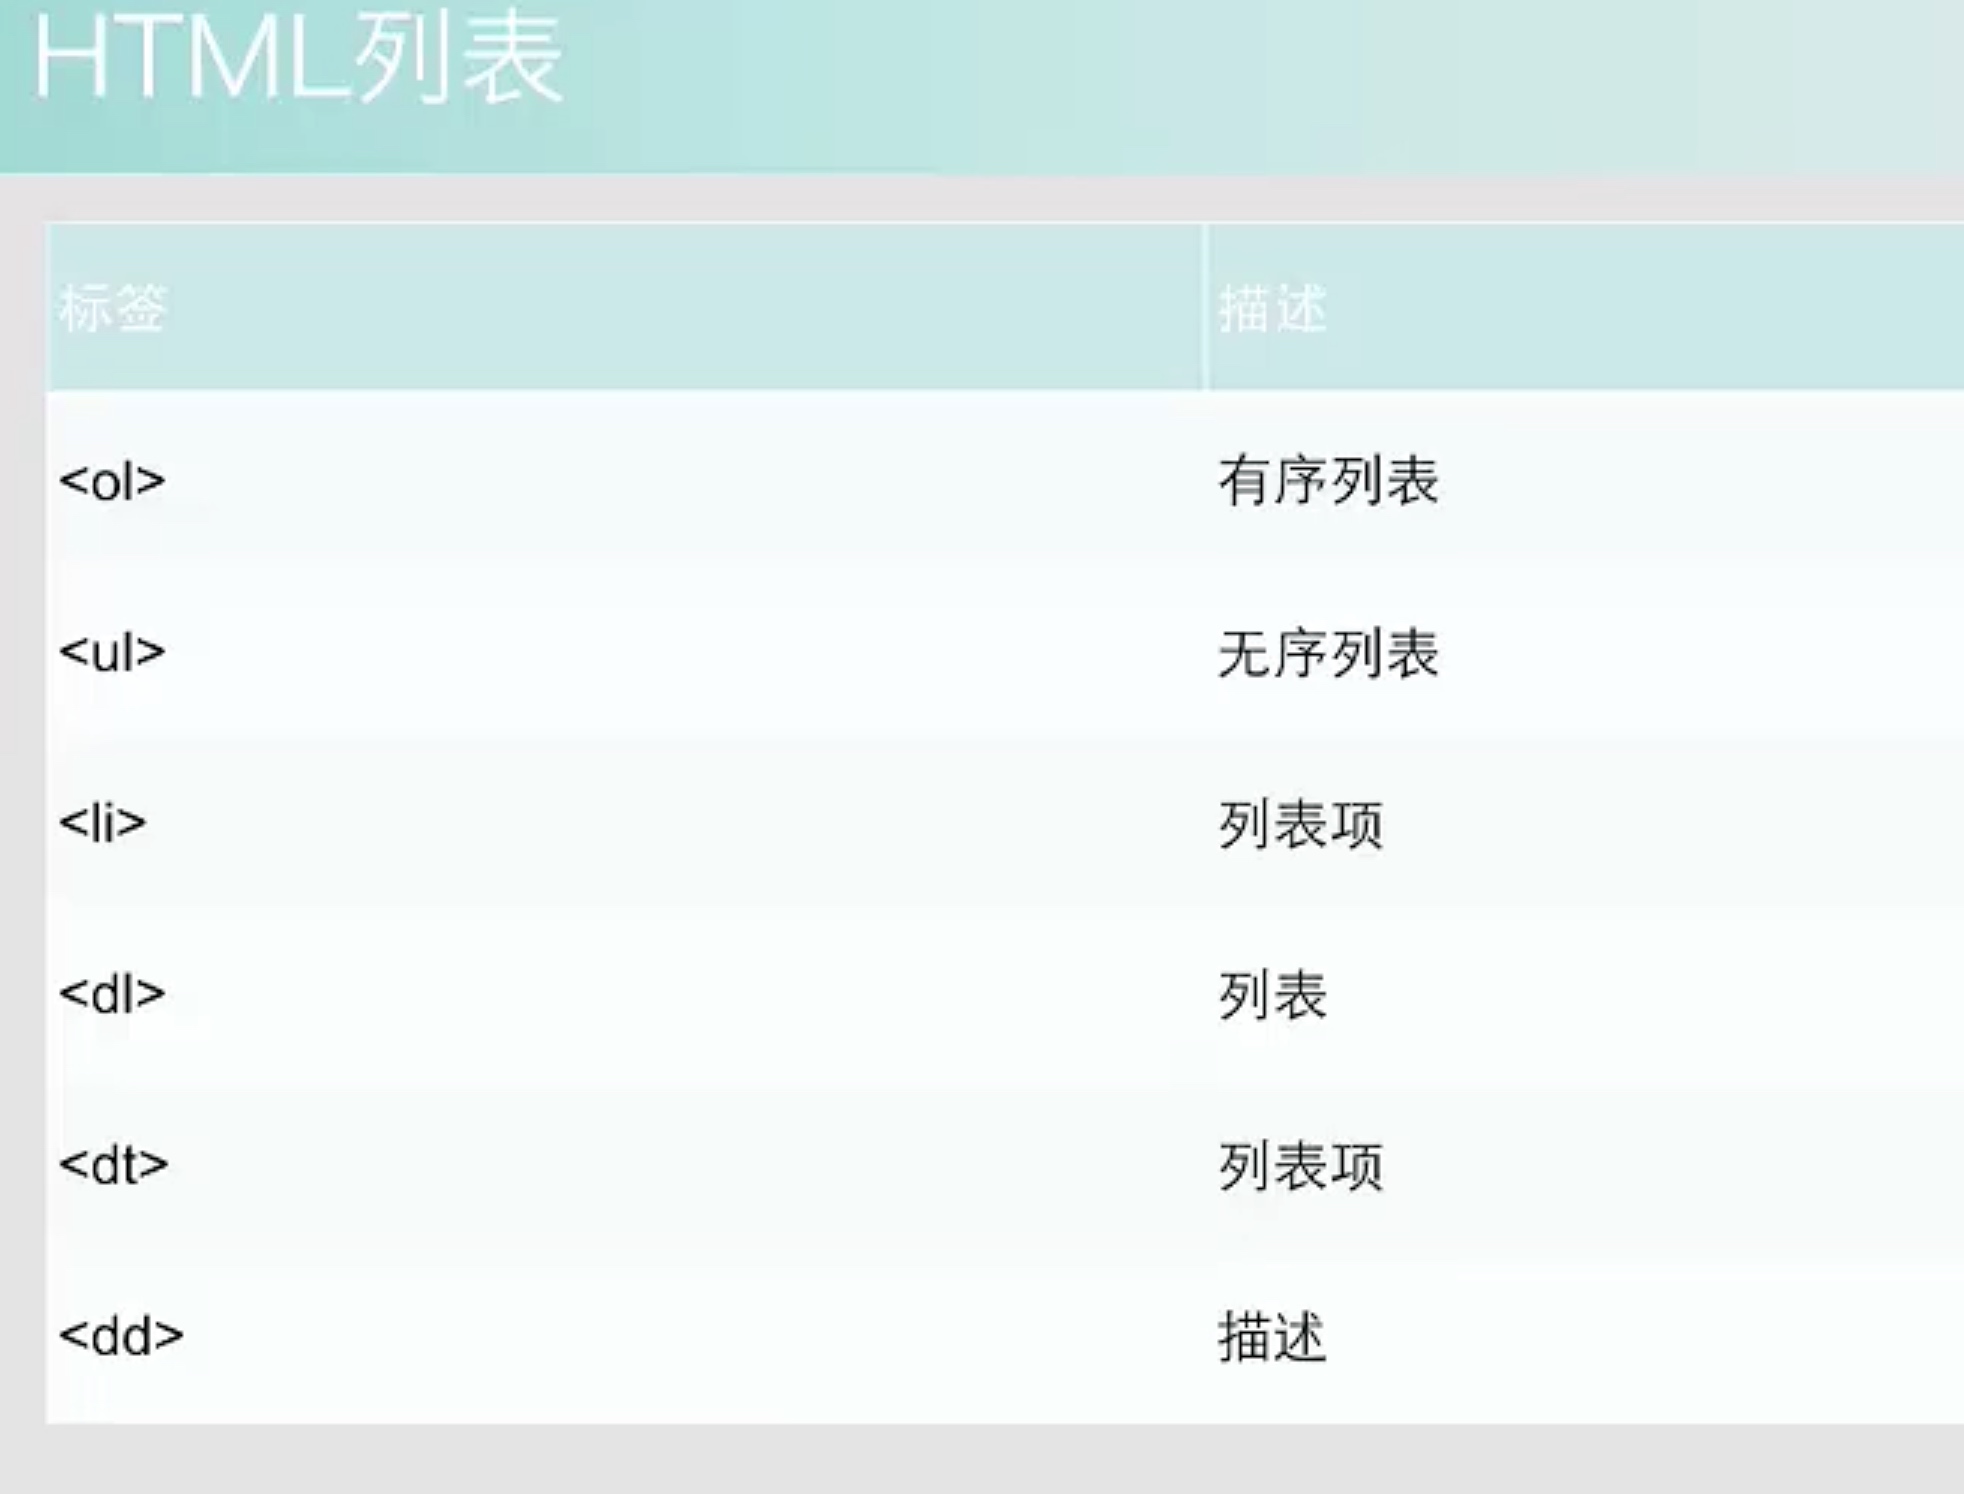 HTML列表
标签 描述
<ol> 有序列表
<ul> 无序列表
<li> 列表项
<dl> 列表
<dt> 列表项
<dd> 描述